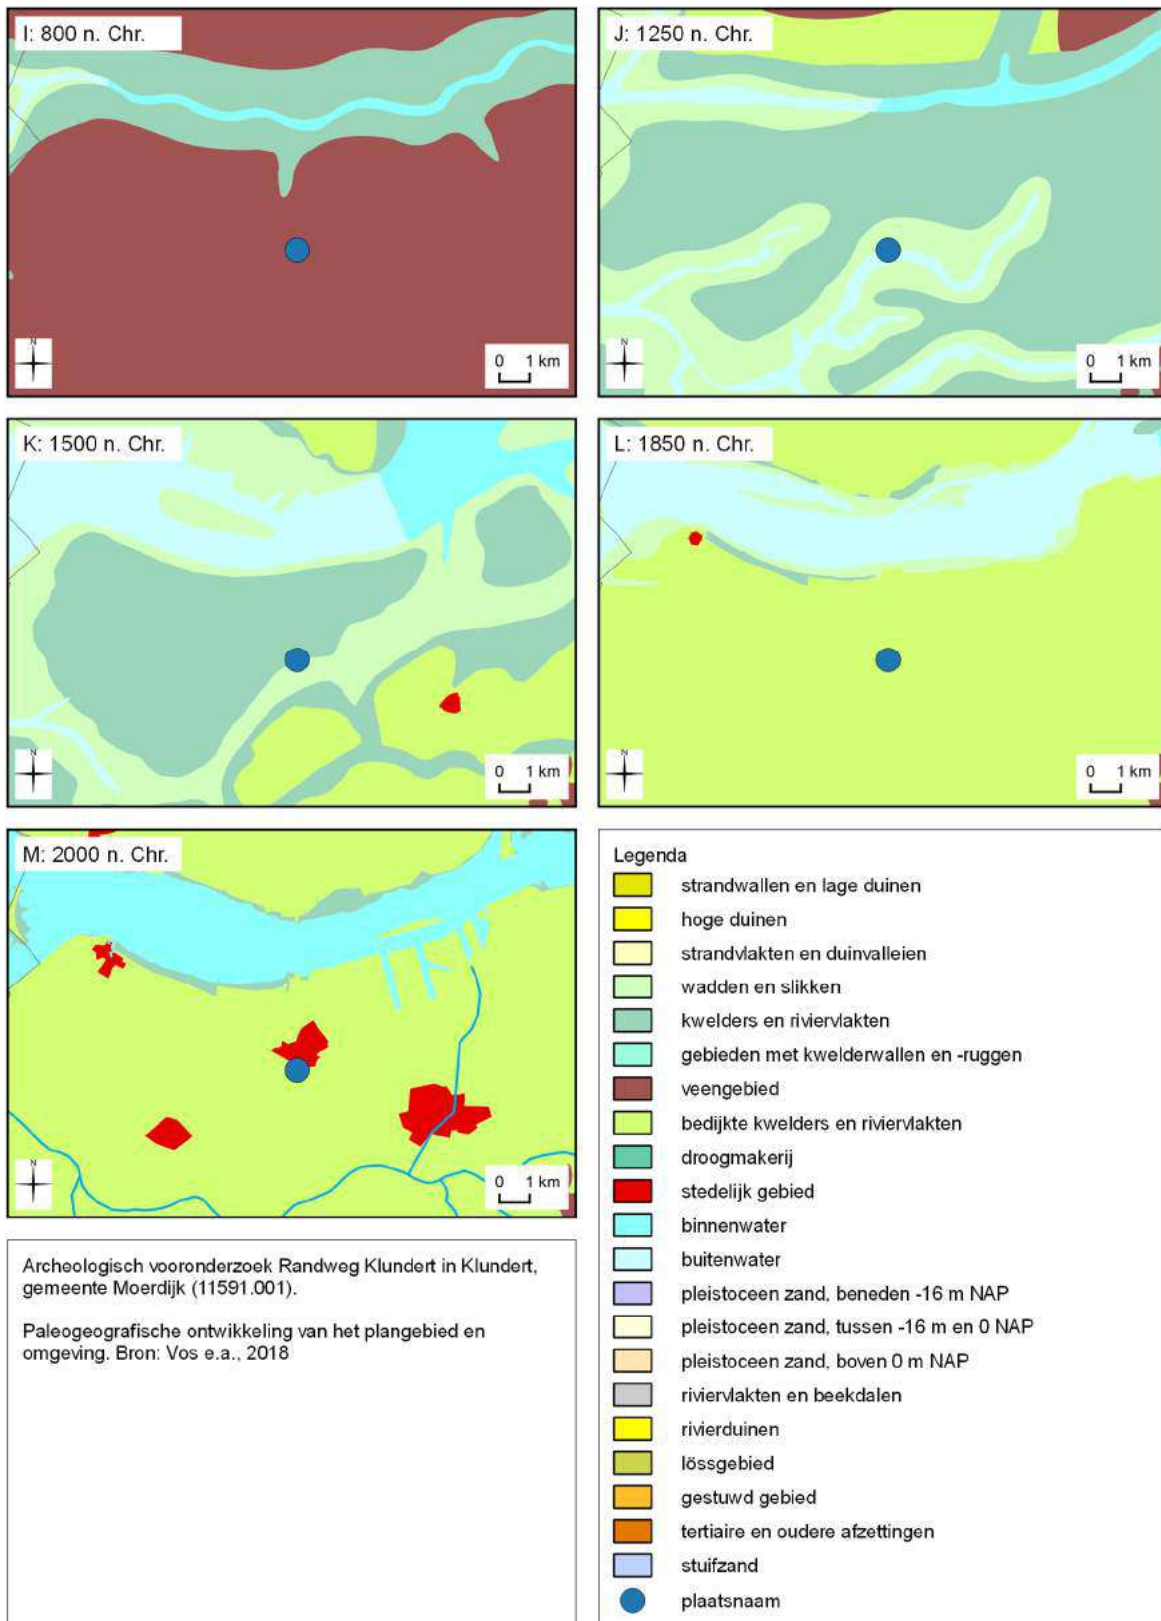 I: 800 n. Chr.
N
0 1 km
J: 1250 n. Chr.
N
0 1 km
K: 1500 n. Chr.
N
0 1 km
L: 1850 n. Chr.
N
0 1 km
M: 2000 n. Chr.
N
0 1 km
Legenda
strandwallen en lage duinen
hoge duinen
strandvlakten en duinvalleien
wadden en slikken
kwelders en riviervlakten
gebieden met kwelderwallen en -ruggen
veengebied
bedijkte kwelders en riviervlakten
droogmakerij
stedelijk gebied
binnenwater
buitenwater
pleistoceen zand, beneden -16 m NAP
pleistoceen zand, tussen -16 m en 0 NAP
pleistoceen zand, boven 0 m NAP
riviervlakten en beekdalen
rivierduinen
lössgebied
gestuwd gebied
tertiaire en oudere afzettingen
stuifzand
plaatsnaam
Archeologisch vooronderzoek Randweg Klundert in Klundert,
gemeente Moerdijk (11591.001).
Paleogeografische ontwikkeling van het plangebied en
omgeving. Bron: Vos e.a., 2018